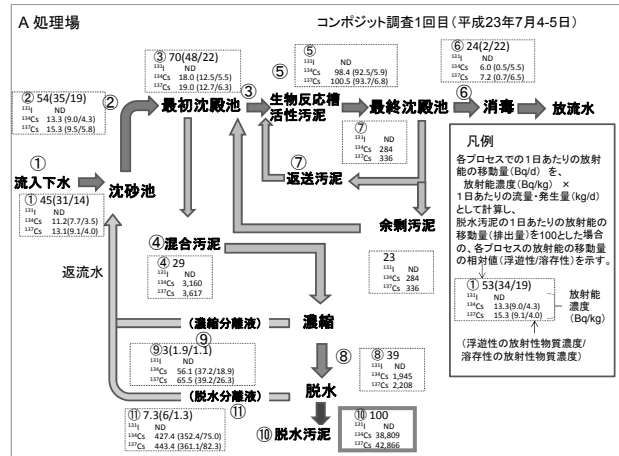 A 処理場
コンポジット調査1回目（平成23年7月4-5日）
② 54(35/19)
¹³¹I ND
¹³⁴Cs 13.3 (9.0/4.3)
¹³⁷Cs 15.3 (9.5/5.8)
②
③ 70(48/22)
¹³¹I ND
¹³⁴Cs 18.0 (12.5/5.5)
¹³⁷Cs 19.0 (12.7/6.3)
③
最初沈殿池
⑤
⑤
¹³¹I ND
¹³⁴Cs 98.4 (92.5/5.9)
¹³⁷Cs 100.5 (93.7/6.8)
生物反応槽
活性汚泥
最終沈殿池
⑥ 24(2/22)
¹³¹I ND
¹³⁴Cs 6.0 (0.5/5.5)
¹³⁷Cs 7.2 (0.7/6.5)
⑥
消毒
放流水
①
流入下水
沈砂池
① 45(31/14)
¹³¹I ND
¹³⁴Cs 11.2(7.7/3.5)
¹³⁷Cs 13.1(9.1/4.0)
返流水
⑦
¹³¹I ND
¹³⁴Cs 284
¹³⁷Cs 336
⑦
返送汚泥
余剰汚泥
23
¹³¹I ND
¹³⁴Cs 284
¹³⁷Cs 336
④混合汚泥
④ 29
¹³¹I ND
¹³⁴Cs 3,160
¹³⁷Cs 3,617
(濃縮分離液)
濃縮
⑨
⑨3(1.9/1.1)
¹³¹I ND
¹³⁴Cs 56.1 (37.2/18.9)
¹³⁷Cs 65.5 (39.2/26.3)
⑧
⑧ 39
¹³¹I ND
¹³⁴Cs 1,945
¹³⁷Cs 2,208
(脱水分離液)
脱水
⑪
⑪ 7.3(6/1.3)
¹³¹I ND
¹³⁴Cs 427.4 (352.4/75.0)
¹³⁷Cs 443.4 (361.1/82.3)
⑩脱水汚泥
⑩ 100
¹³¹I ND
¹³⁴Cs 38,809
¹³⁷Cs 42,866
凡例
各プロセスでの1日あたりの放射
能の移動量(Bq/d) を、
放射能濃度(Bq/kg) ×
1日あたりの流量・発生量(kg/d)
として計算し、
脱水汚泥の1日あたりの放射能の
移動量(排出量)を100とした場合
の、各プロセスの放射能の移動量
の相対値(浮遊性/溶存性)を示す。
① 53(34/19)
¹³¹I ND
¹³⁴Cs 13.3(9.0/4.3)
¹³⁷Cs 15.3 (9.1/4.0)
放射能
濃度
(Bq/kg)
(浮遊性の放射性物質濃度/
溶存性の放射性物質濃度)